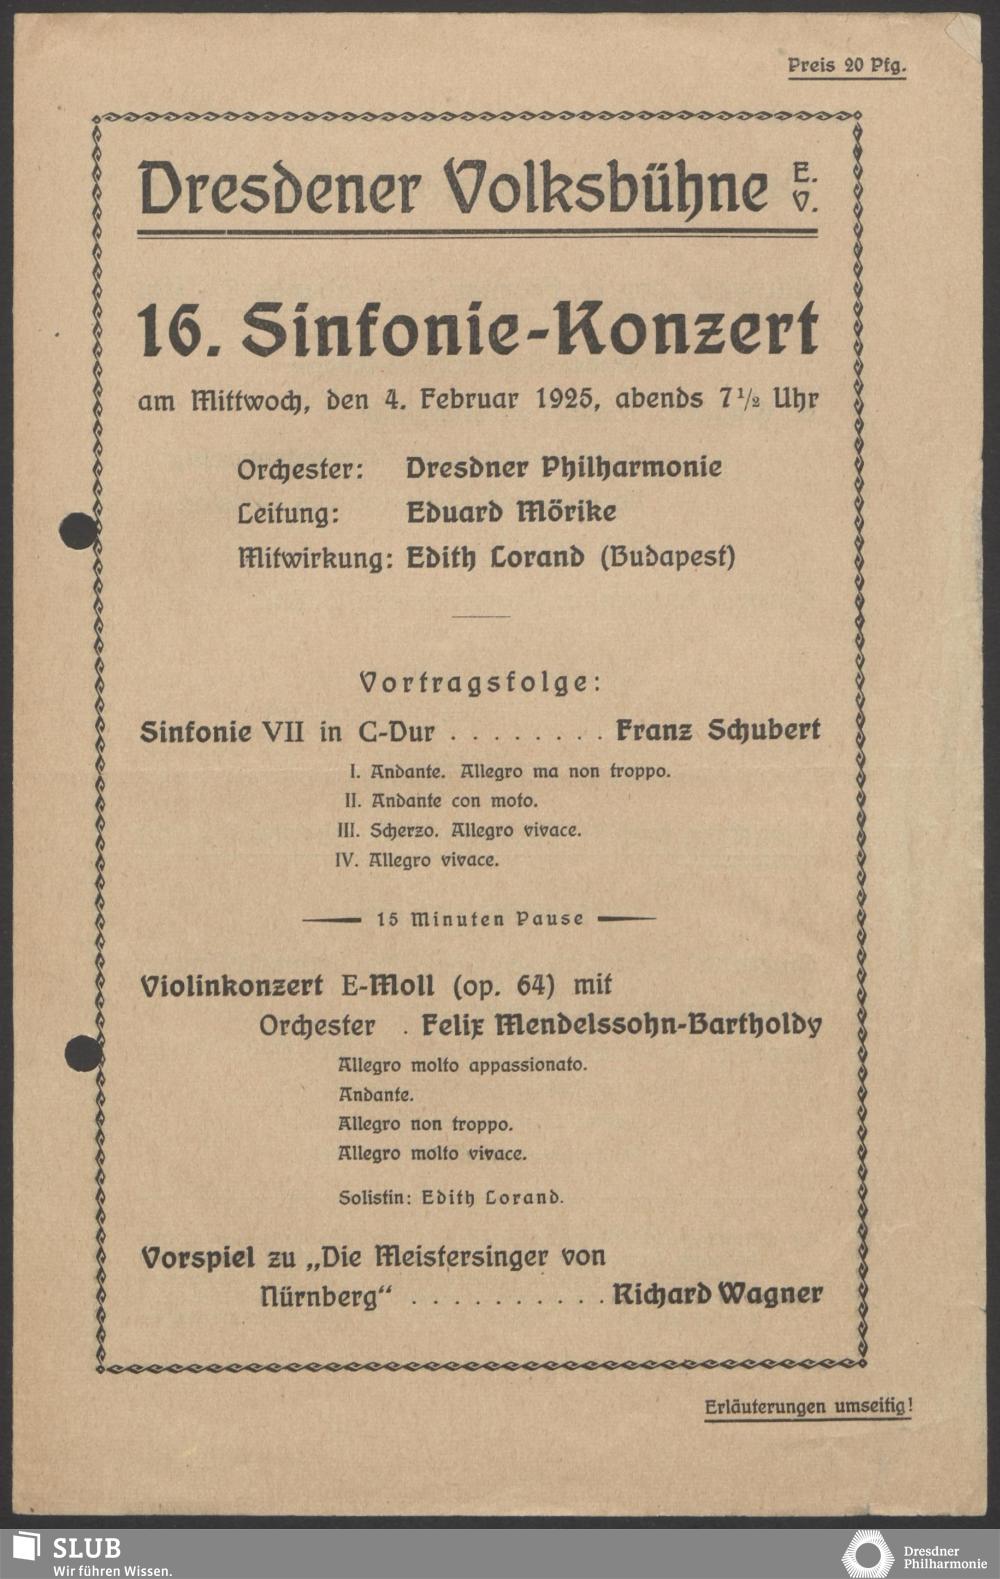 Preis 20 Pfg.
Dresdener Volksbühne E. V.
16. Sinfonie-Konzert
am Mittwoch, den 4. Februar 1925, abends 7 1/2 Uhr
Orchester: Dresdner Philharmonie
Leitung: Eduard Mörike
Mitwirkung: Edith Lorand (Budapest)
Vortragsfolge:
Sinfonie VII in C-Dur . . . . . . . . Franz Schubert
I. Andante. Allegro ma non troppo.
II. Andante con moto.
III. Scherzo. Allegro vivace.
IV. Allegro vivace.
15 Minuten Pause
Violinkonzert E-Moll (op. 64) mit
Orchester . Felix Mendelssohn-Bartholdy
Allegro molto appassionato.
Andante.
Allegro non troppo.
Allegro molto vivace.
Solistin: Edith Lorand.
Vorspiel zu „Die Meistersinger von
Nürnberg“ . . . . . . . . . . Richard Wagner
Erläuterungen umseitig!
SLUB
Wir führen Wissen.
Dresdner
Philharmonie